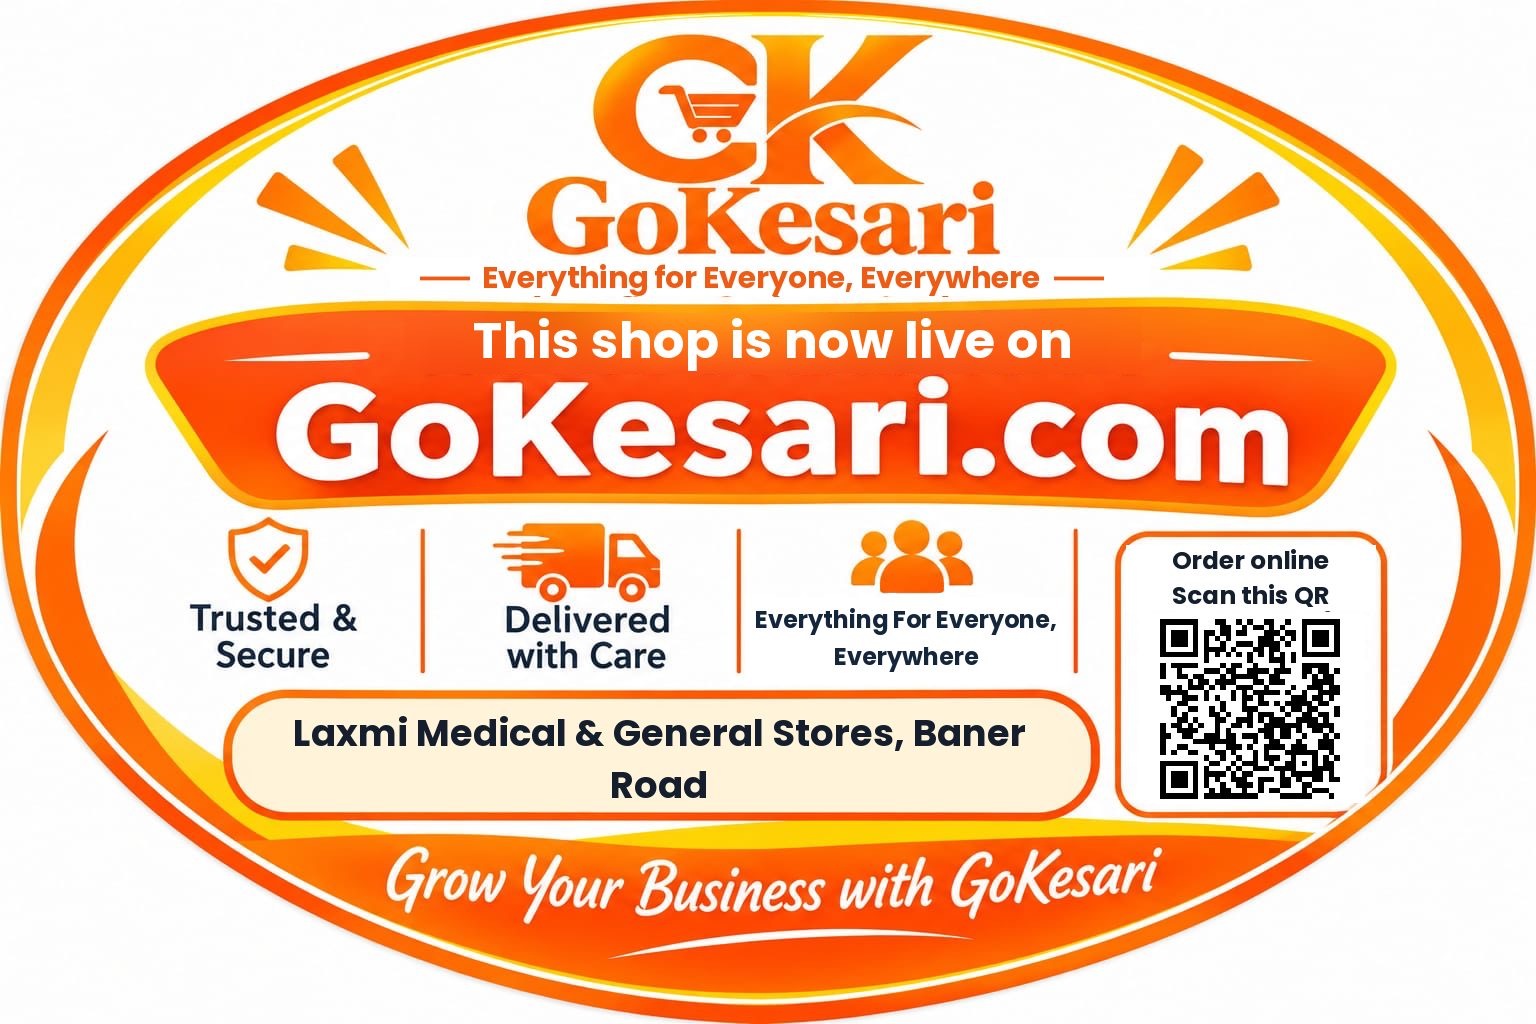 GK
GoKesari
Everything for Everyone, Everywhere
This shop is now live on
GoKesari.com
Trusted &
Secure
Delivered
with Care
Everything For Everyone,
Everywhere
Order online
Scan this QR
Laxmi Medical & General Stores, Baner
Road
Grow Your Business with GoKesari